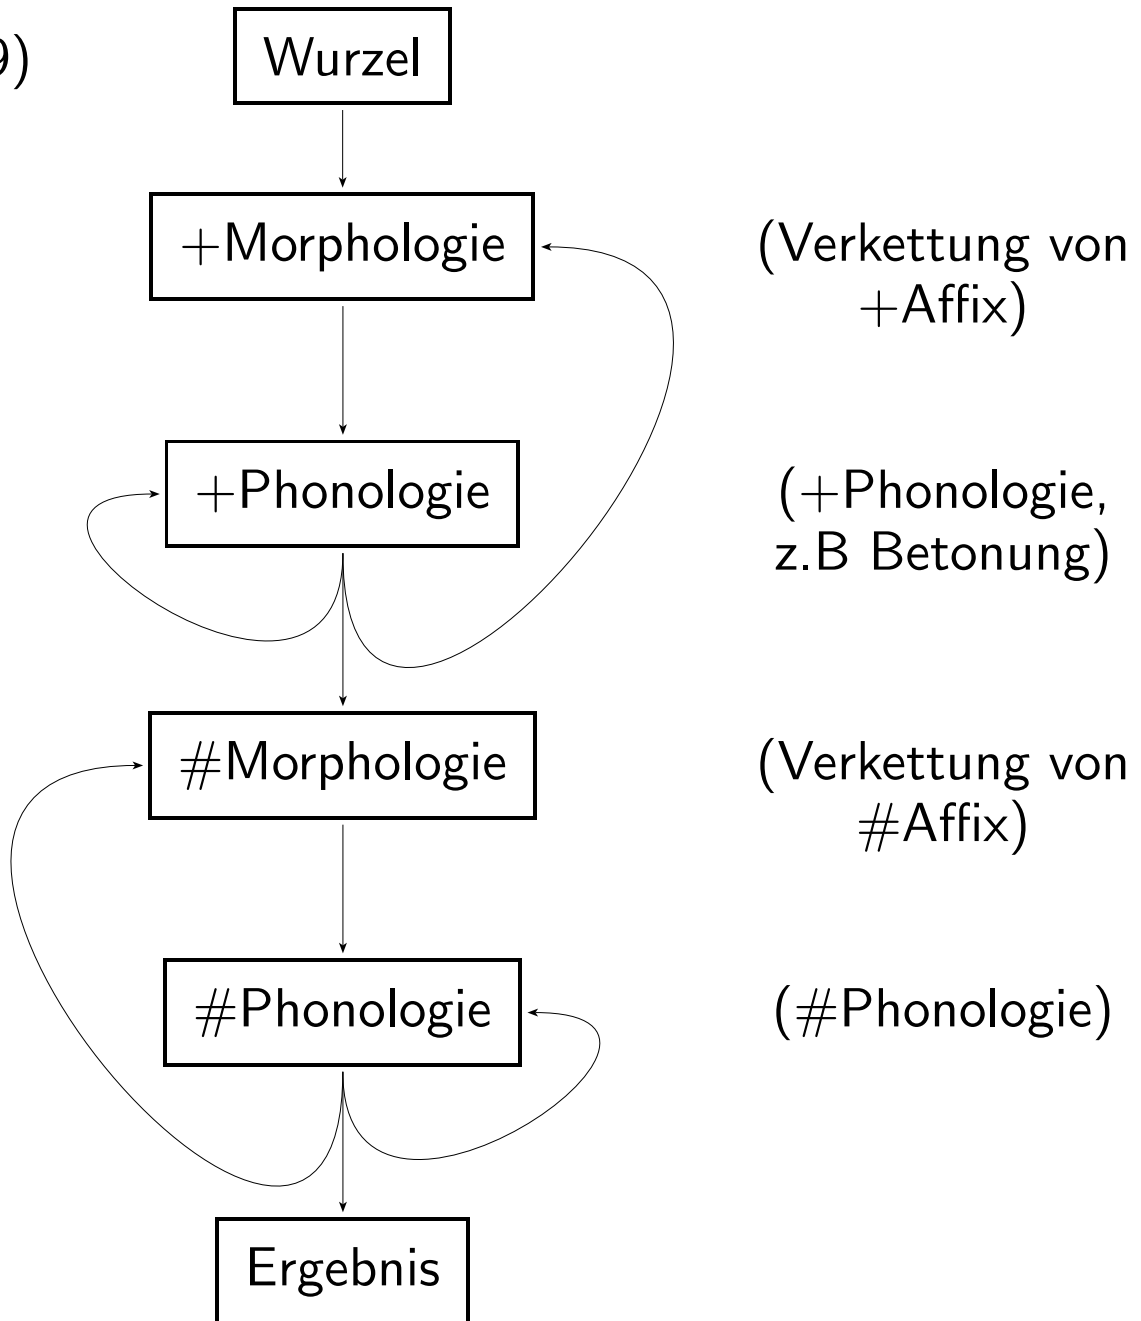 9)
Wurzel
+Morphologie
(Verkettung von
+Affix)
+Phonologie
(+Phonologie,
z.B Betonung)
#Morphologie
(Verkettung von
#Affix)
#Phonologie
(#Phonologie)
Ergebnis